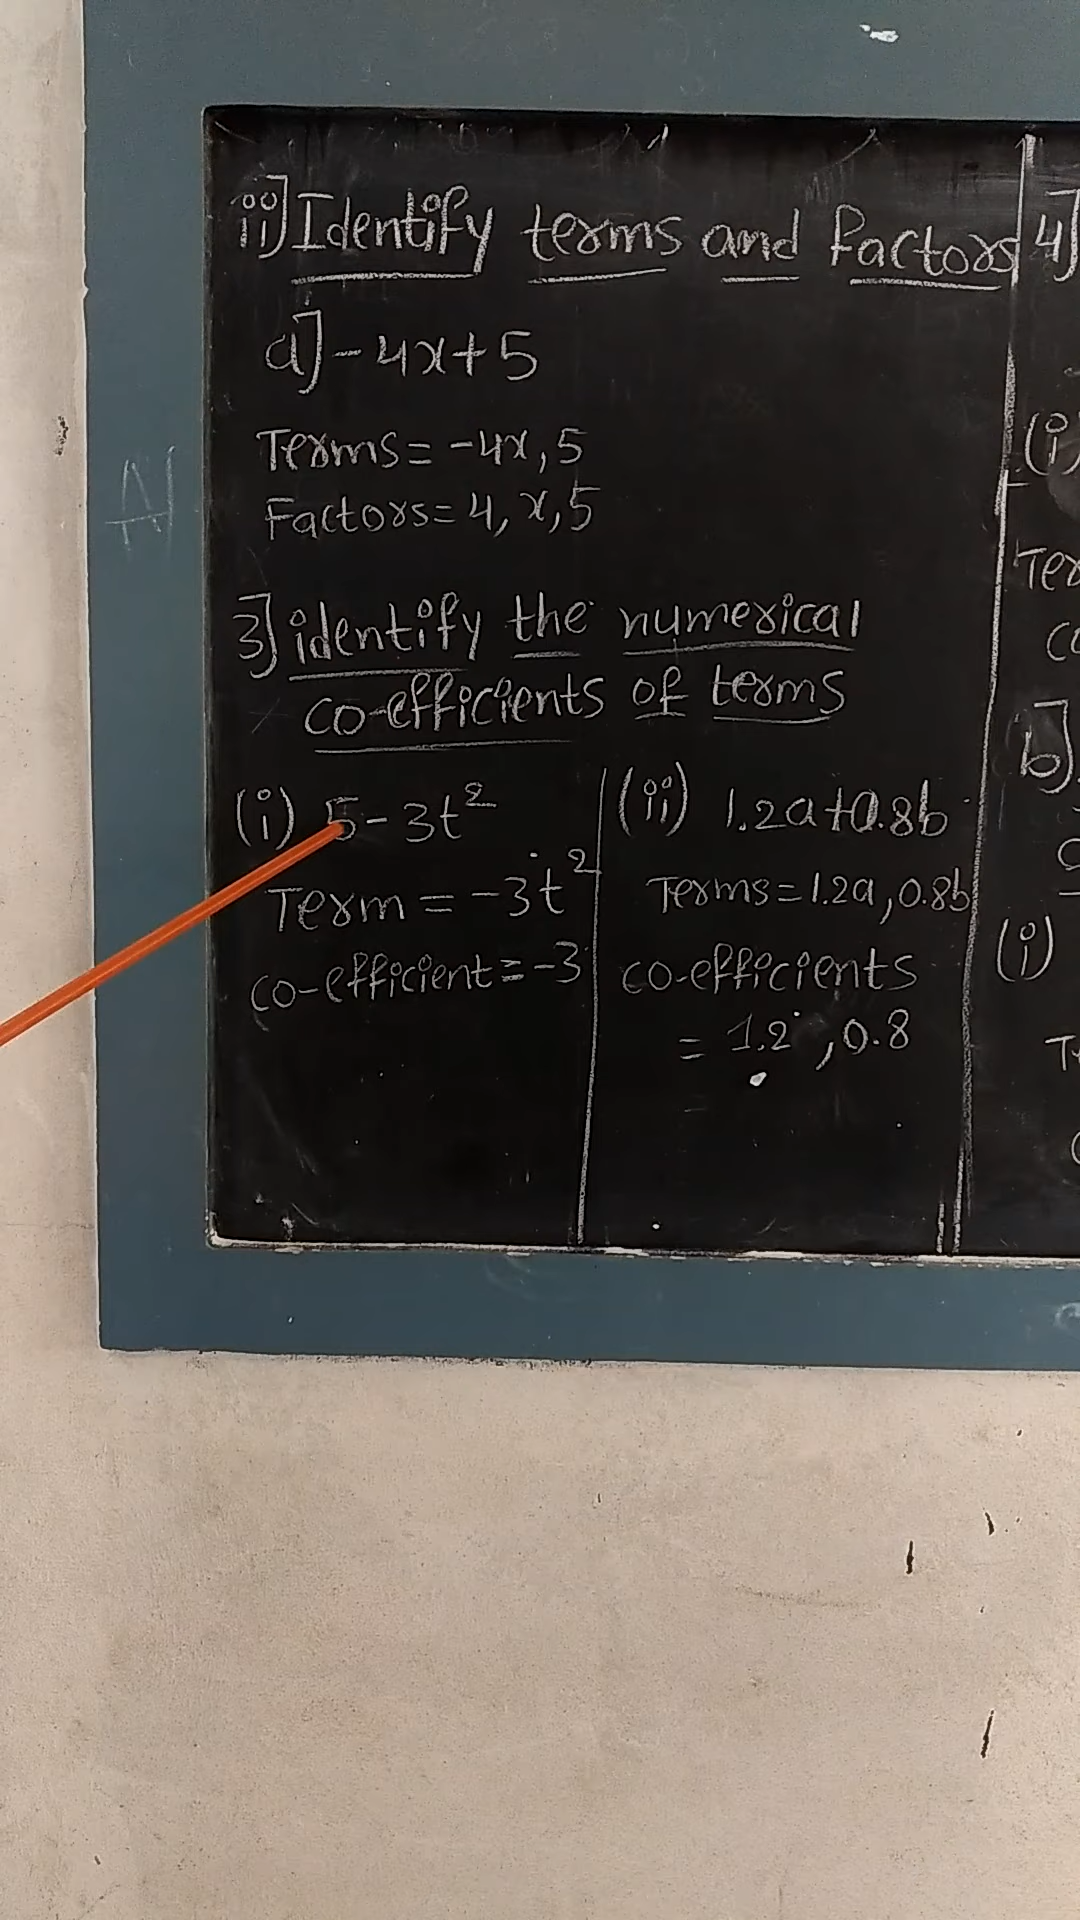 ii] Identify terms and factors
a] -4x+5
Terms = -4x, 5
Factors = 4, x, 5
3] identify the numerical
co-efficients of terms
(i) 5-3t²
Term = -3t²
co-efficient = -3
(ii) 1.2a+0.8b
Terms = 1.2a, 0.8b
co-efficients
= 1.2, 0.8
4]
(i)
b]
(i)
N